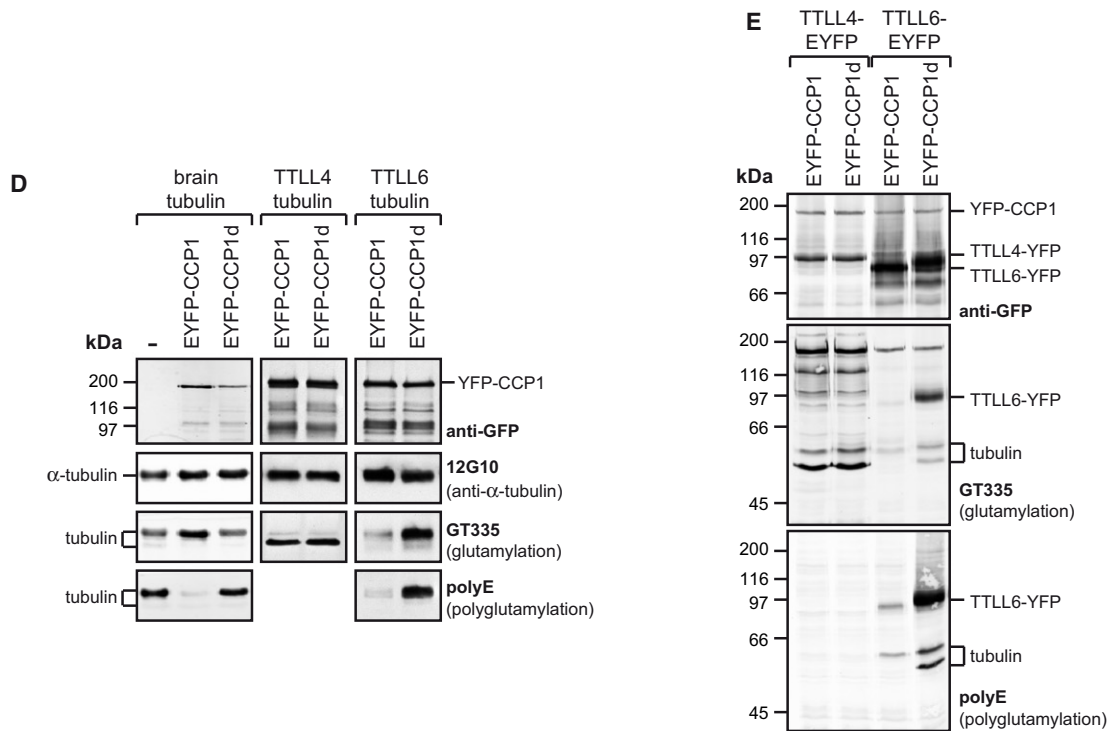 D
brain
tubulin
TTLL4
tubulin
TTLL6
tubulin
kDa
–
EYFP-CCP1
EYFP-CCP1d
EYFP-CCP1
EYFP-CCP1d
EYFP-CCP1
EYFP-CCP1d
200
116
97
YFP-CCP1
anti-GFP
α-tubulin
12G10
(anti-α-tubulin)
tubulin
GT335
(glutamylation)
tubulin
polyE
(polyglutamylation)
E
TTLL4-
EYFP
TTLL6-
EYFP
kDa
EYFP-CCP1
EYFP-CCP1d
EYFP-CCP1
EYFP-CCP1d
200
116
97
66
YFP-CCP1
TTLL4-YFP
TTLL6-YFP
anti-GFP
200
116
97
66
45
TTLL6-YFP
tubulin
GT335
(glutamylation)
200
116
97
66
45
TTLL6-YFP
tubulin
polyE
(polyglutamylation)